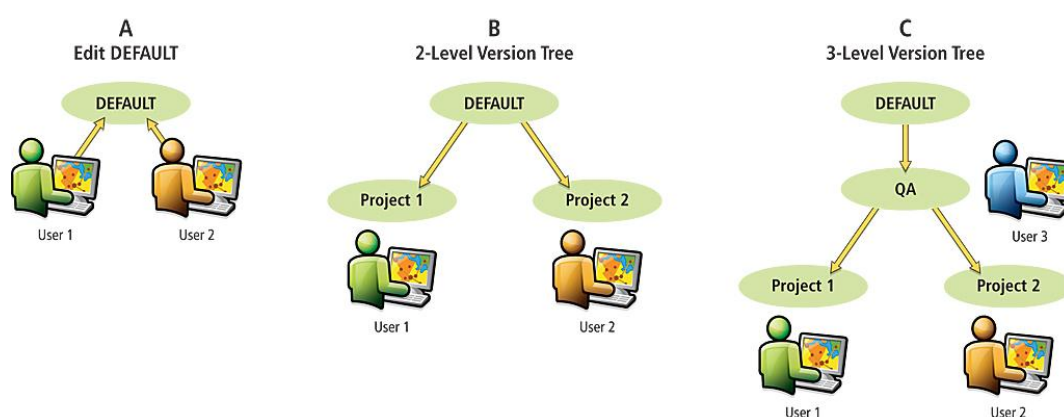 A
Edit DEFAULT
DEFAULT
User 1
User 2
B
2-Level Version Tree
DEFAULT
Project 1
Project 2
User 1
User 2
C
3-Level Version Tree
DEFAULT
QA
User 3
Project 1
Project 2
User 1
User 2